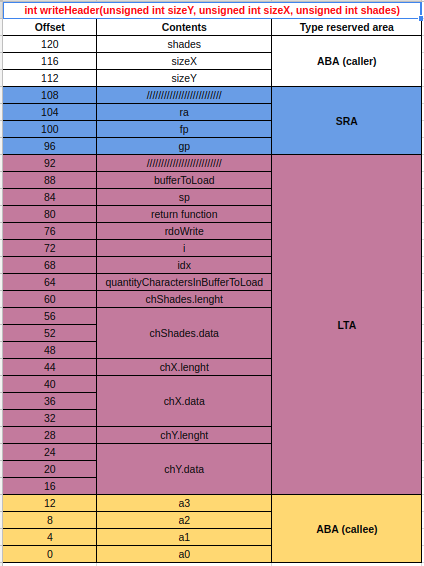 int writeHeader(unsigned int sizeY, unsigned int sizeX, unsigned int shades)
Offset Contents Type reserved area
120 shades
116 sizeX ABA (caller)
112 sizeY
108 //////////////////////////
104 ra
SRA
100 fp
96 gp
92 //////////////////////////
88 bufferToLoad
84 sp
80 return function
76 rdoWrite
72 i
68 idx
64 quantityCharactersInBufferToLoad
60 chShades.lenght
56
LTA
52 chShades.data
48
44 chX.lenght
40
36 chX.data
32
28 chY.lenght
24
20 chY.data
16
12 a3
8 a2
ABA (callee)
4 a1
0 a0